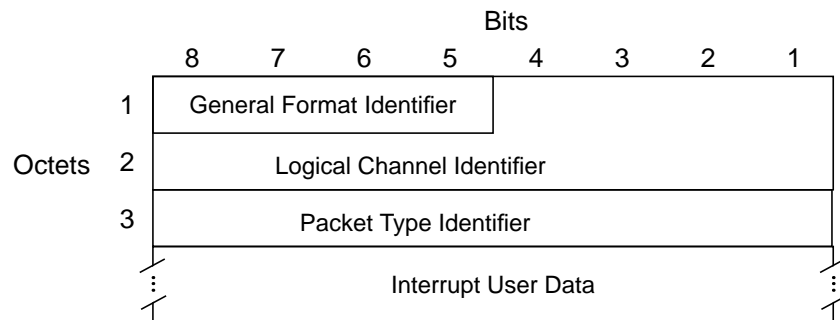 Bits
8 7 6 5 4 3 2 1
1 General Format Identifier
Octets 2 Logical Channel Identifier
3 Packet Type Identifier
Interrupt User Data